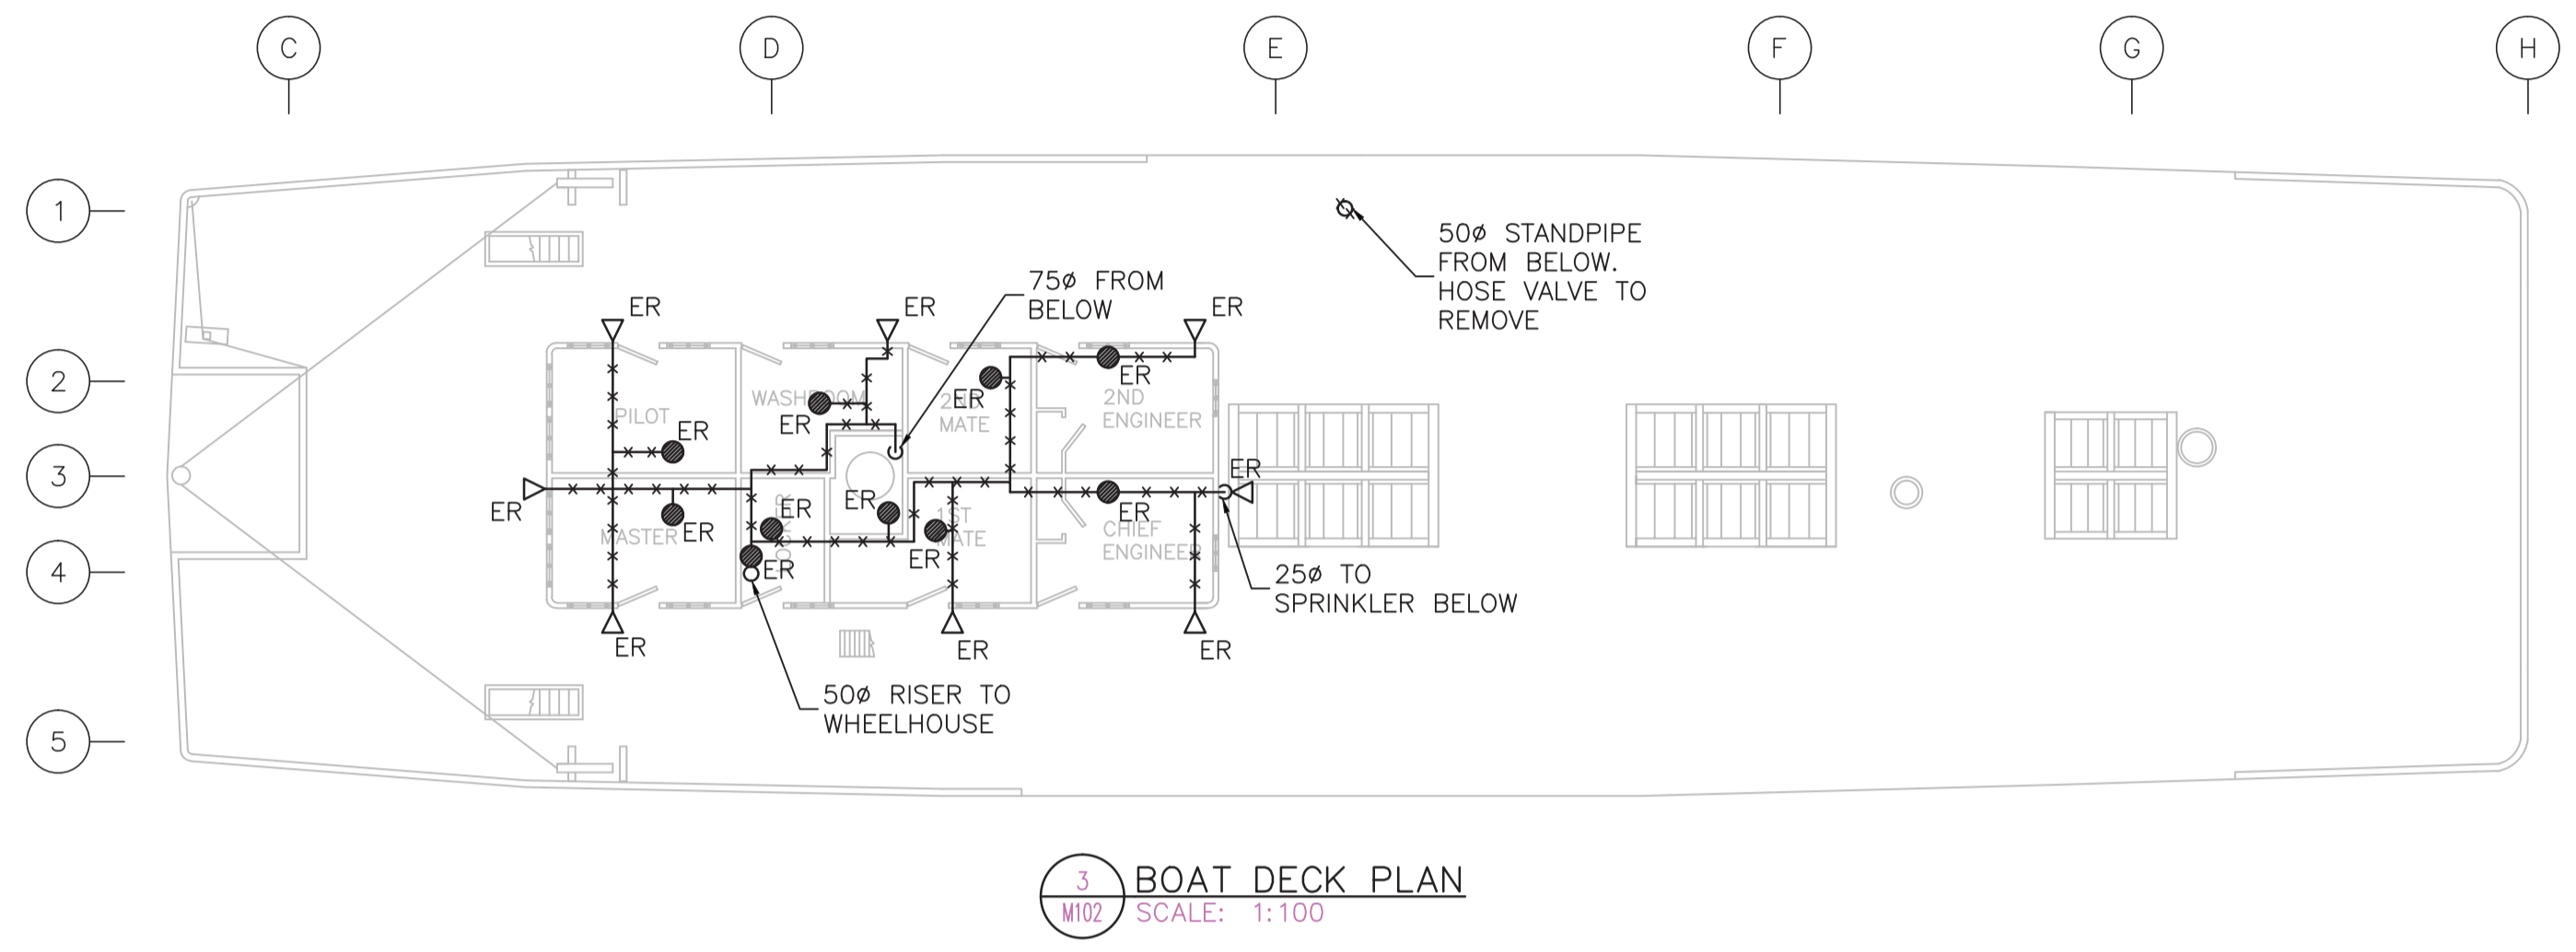 C
D
E
F
G
H
1
2
3
4
5
50ø STANDPIPE
FROM BELOW.
HOSE VALVE TO
REMOVE
75ø FROM
BELOW
ER
ER
ER
ER
WASHROOM
ER
2ND
MATE
ER
2ND
ENGINEER
PILOT
ER
ER
ER
MASTER
ER
LOCKER
ER
ER
ER
1ST
MATE
ER
ER
CHIEF
ENGINEER
25ø TO
SPRINKLER BELOW
ER
ER
ER
50ø RISER TO
WHEELHOUSE
3
M102
BOAT DECK PLAN
SCALE: 1:100